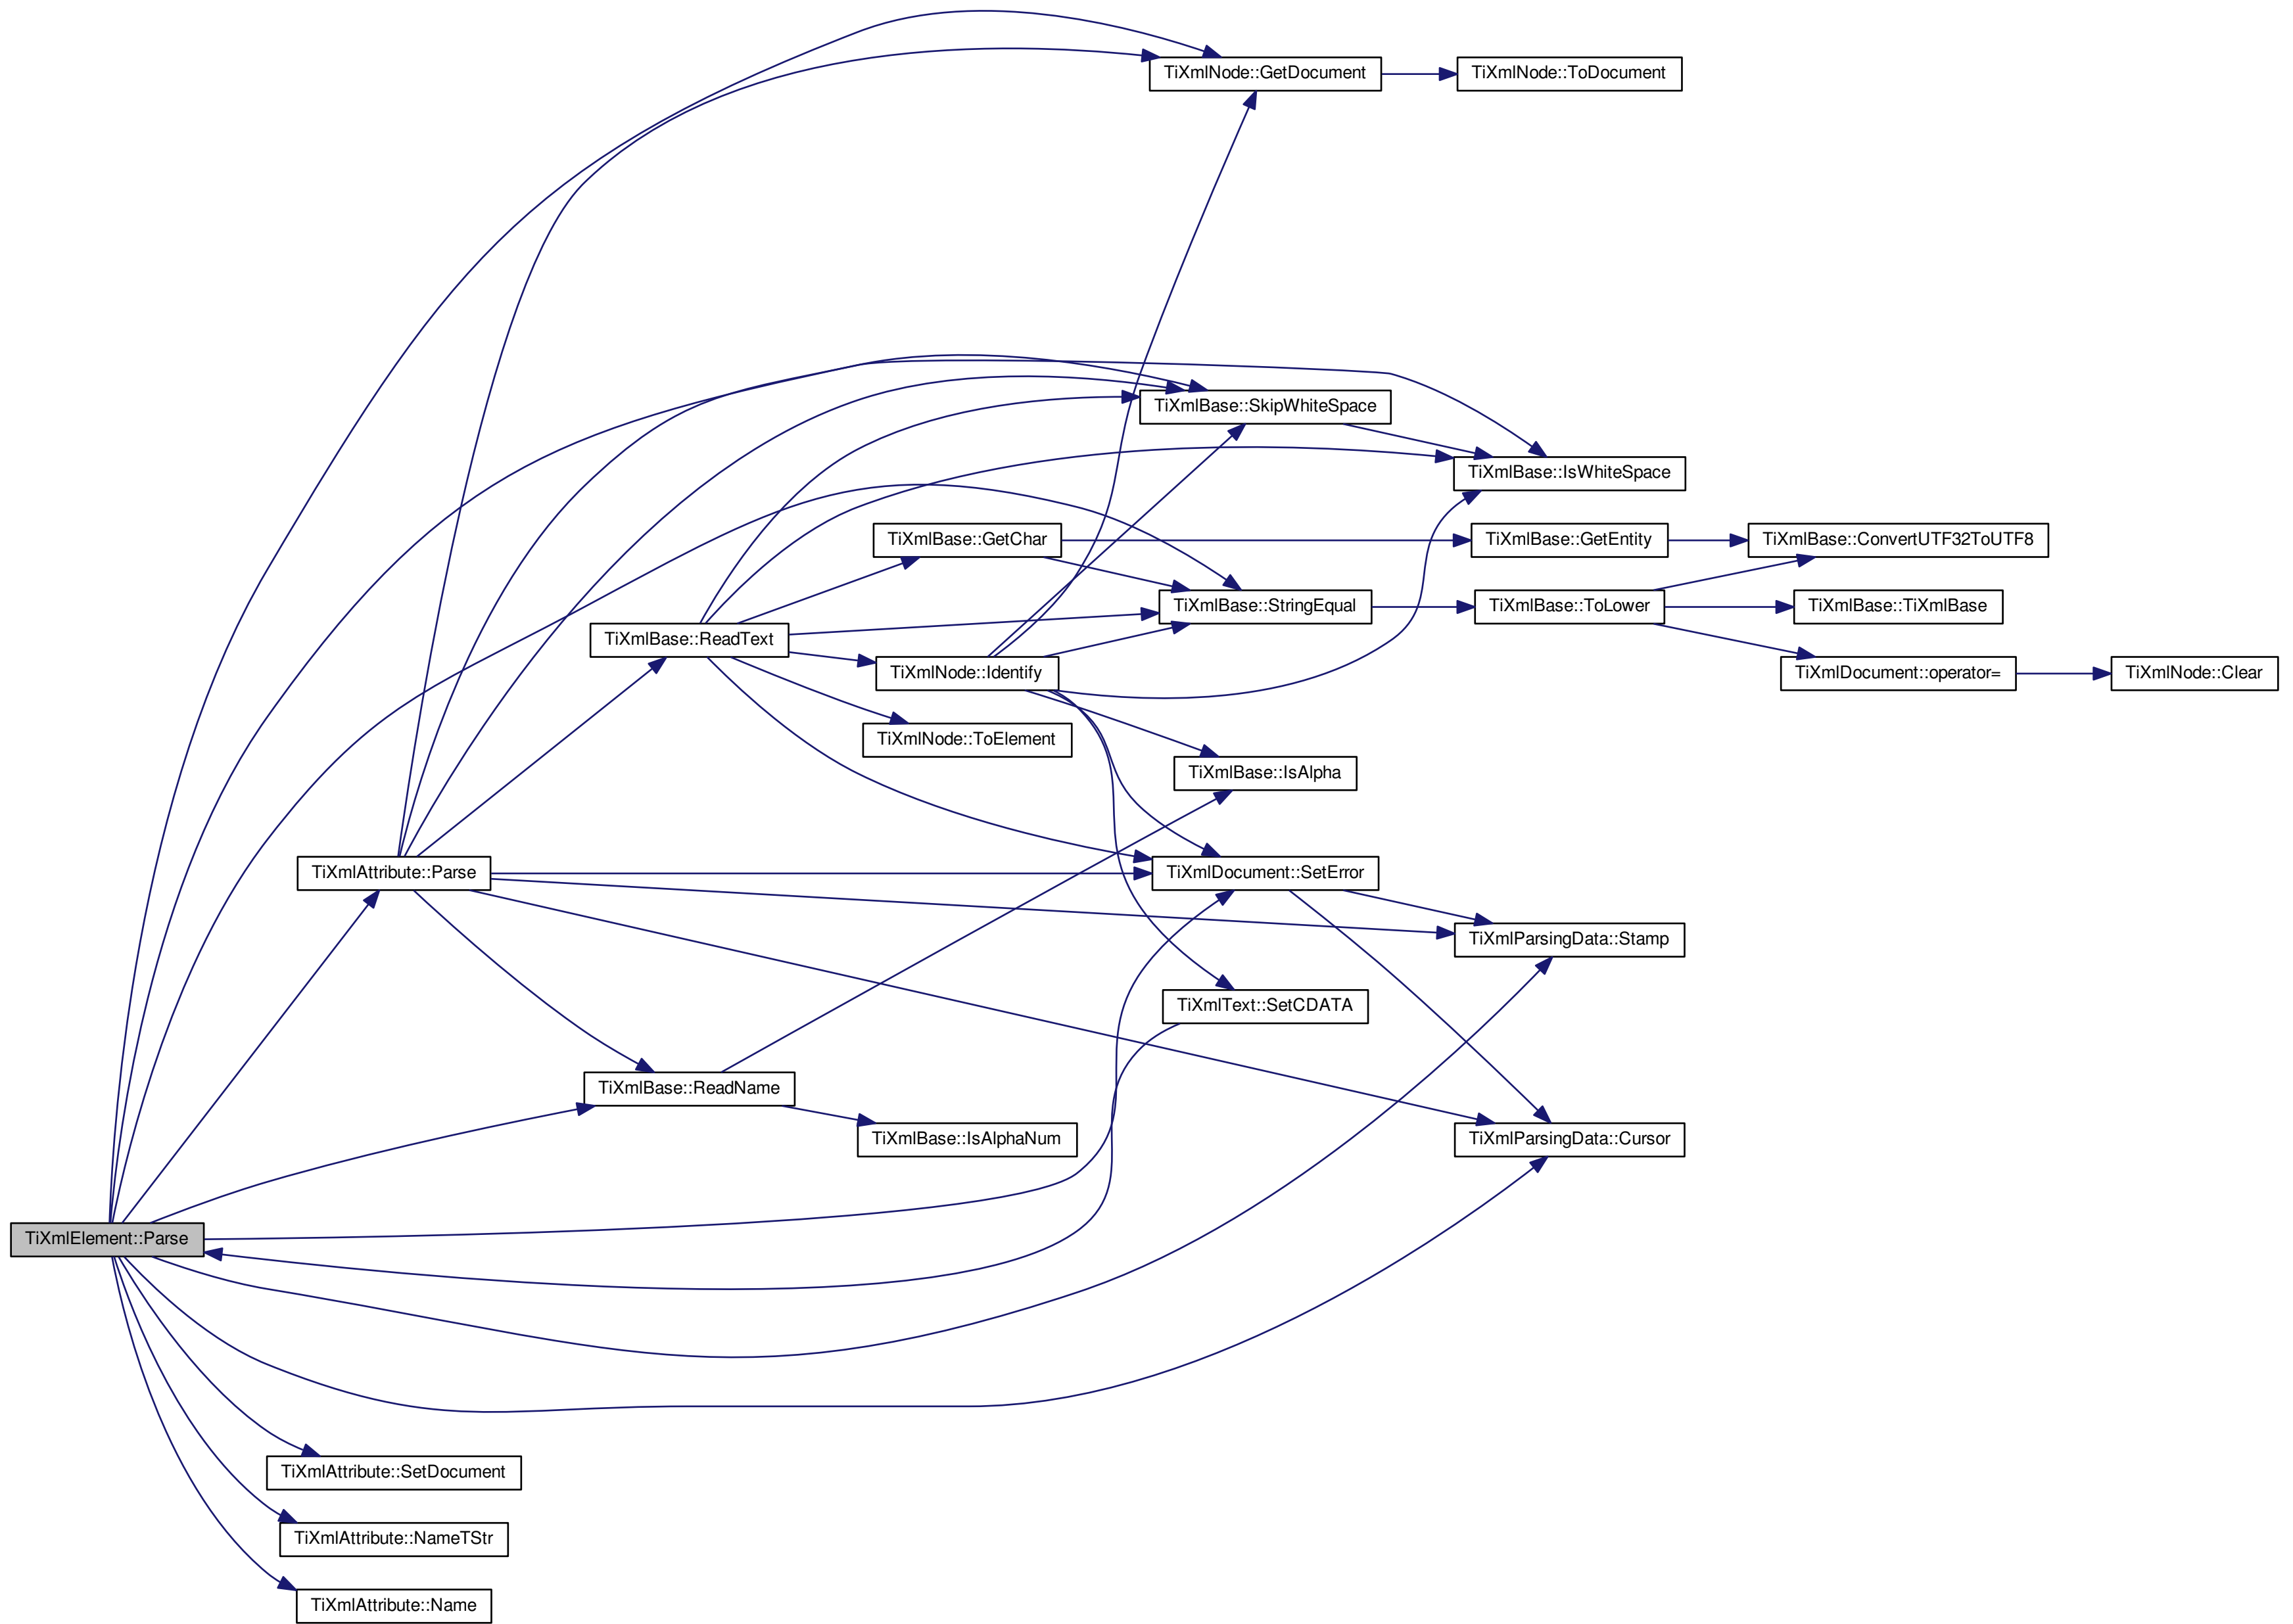 TiXmlNode::GetDocument
TiXmlNode::ToDocument
TiXmlBase::SkipWhiteSpace
TiXmlBase::IsWhiteSpace
TiXmlBase::GetChar
TiXmlBase::GetEntity
TiXmlBase::ConvertUTF32ToUTF8
TiXmlBase::StringEqual
TiXmlBase::ToLower
TiXmlBase::TiXmlBase
TiXmlBase::ReadText
TiXmlNode::Identify
TiXmlDocument::operator=
TiXmlNode::Clear
TiXmlNode::ToElement
TiXmlBase::IsAlpha
TiXmlAttribute::Parse
TiXmlDocument::SetError
TiXmlParsingData::Stamp
TiXmlText::SetCDATA
TiXmlBase::ReadName
TiXmlBase::IsAlphaNum
TiXmlParsingData::Cursor
TiXmlElement::Parse
TiXmlAttribute::SetDocument
TiXmlAttribute::NameTStr
TiXmlAttribute::Name